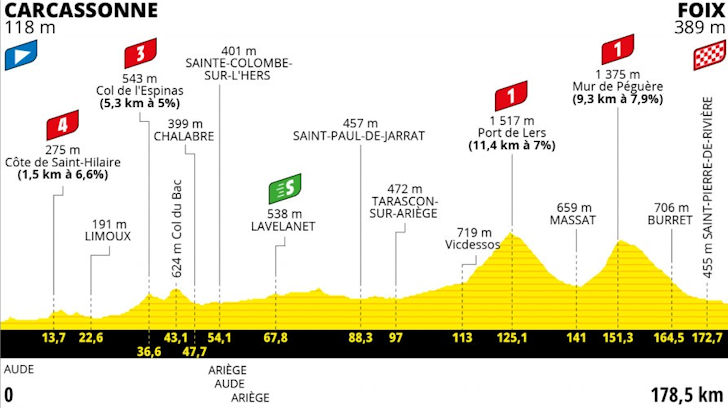 CARCASSONNE
118 m
FOIX
389 m
3
543 m
Col de l'Espinas
(5,3 km à 5%)
401 m
SAINTE-COLOMBE-
SUR-L'HERS
1
1 375 m
Mur de Péguère
(9,3 km à 7,9%)
4
275 m
Côte de Saint-Hilaire
(1,5 km à 6,6%)
399 m
CHALABRE
457 m
SAINT-PAUL-DE-JARRAT
1
1 517 m
Port de Lers
(11,4 km à 7%)
191 m
LIMOUX
624 m Col du Bac
S
538 m
LAVELANET
472 m
TARASCON-
SUR-ARIÈGE
719 m
Vicdessos
659 m
MASSAT
706 m
BURRET
455 m SAINT-PIERRE-DE-RIVIÈRE
13,7
22,6
36,6
43,1
47,7
54,1
67,8
88,3
97
113
125,1
141
151,3
164,5
172,7
AUDE
ARIÈGE
AUDE
ARIÈGE
0
178,5 km